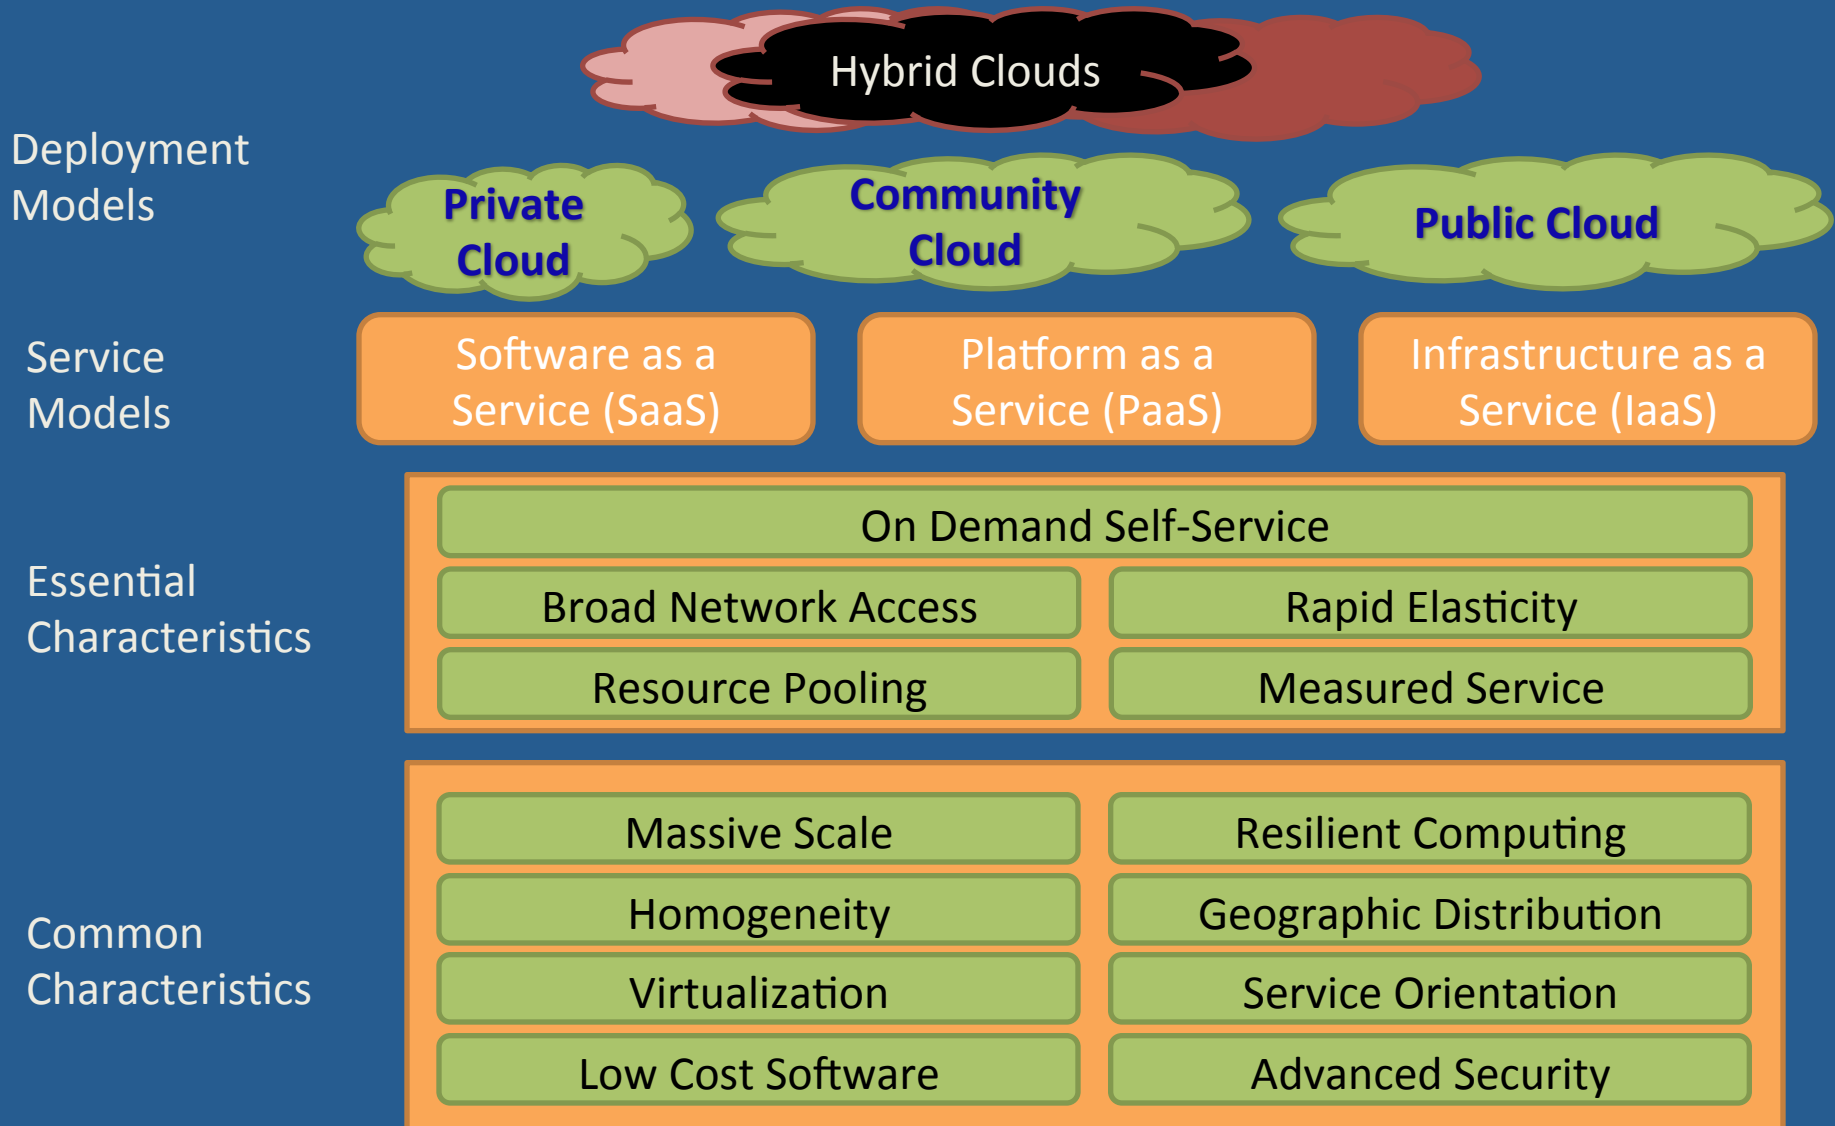 Hybrid Clouds
Deployment
Models
Private
Cloud
Community
Cloud
Public Cloud
Service
Models
Software as a
Service (SaaS)
Platform as a
Service (PaaS)
Infrastructure as a
Service (IaaS)
Essential
Characteristics
On Demand Self-Service
Broad Network Access
Rapid Elasticity
Resource Pooling
Measured Service
Common
Characteristics
Massive Scale
Resilient Computing
Homogeneity
Geographic Distribution
Virtualization
Service Orientation
Low Cost Software
Advanced Security